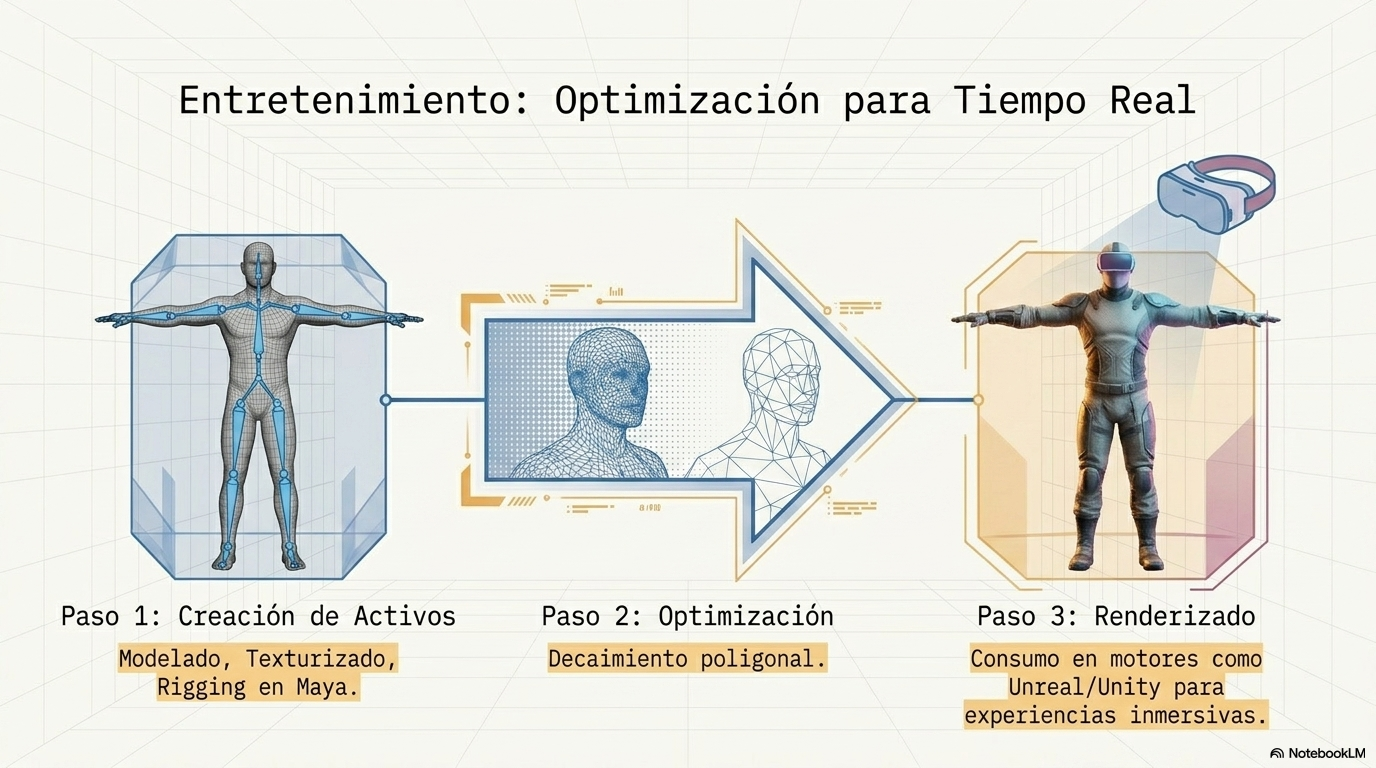 Entretenimiento: Optimización para Tiempo Real
Paso 1: Creación de Activos
Modelado, Texturizado,
Rigging en Maya.
Paso 2: Optimización
Decaimiento poligonal.
Paso 3: Renderizado
Consumo en motores como
Unreal/Unity para
experiencias inmersivas.
NotebookLM